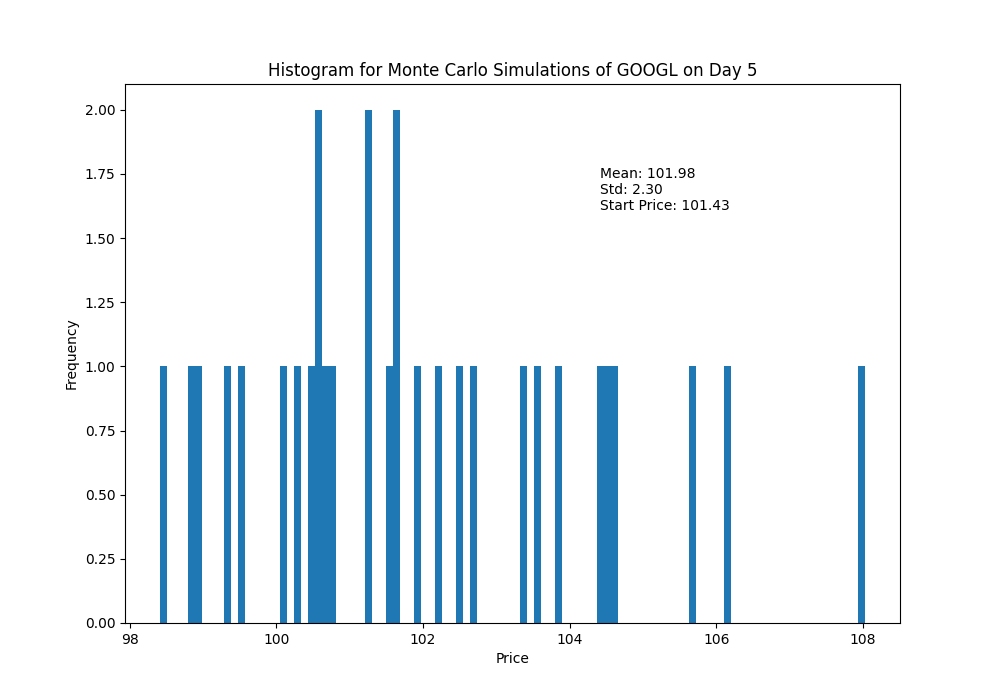 Histogram for Monte Carlo Simulations of GOOGL on Day 5
2.00
1.75
1.50
1.25
1.00
0.75
0.50
0.25
0.00
Frequency
Mean: 101.98
Std: 2.30
Start Price: 101.43
98 100 102 104 106 108
Price